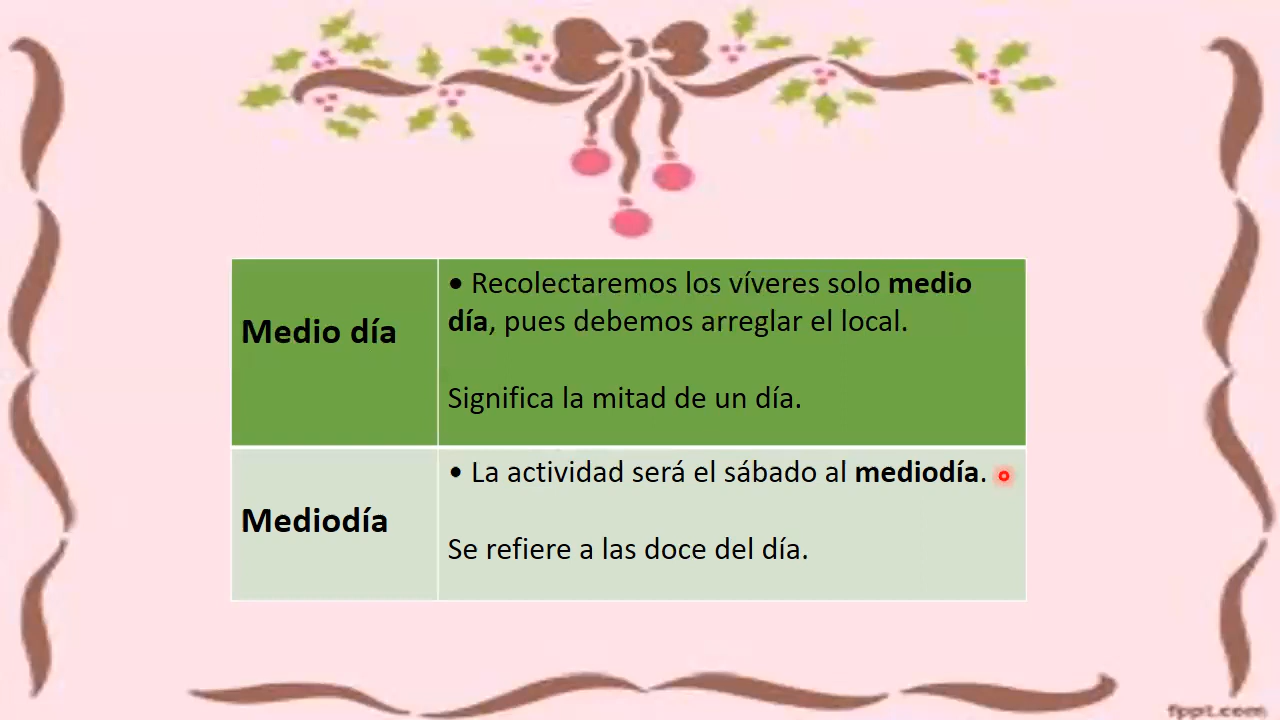 Medio día
• Recolectaremos los víveres solo medio
día, pues debemos arreglar el local.
Significa la mitad de un día.
Mediodía
• La actividad será el sábado al mediodía.
Se refiere a las doce del día.
fppt.com